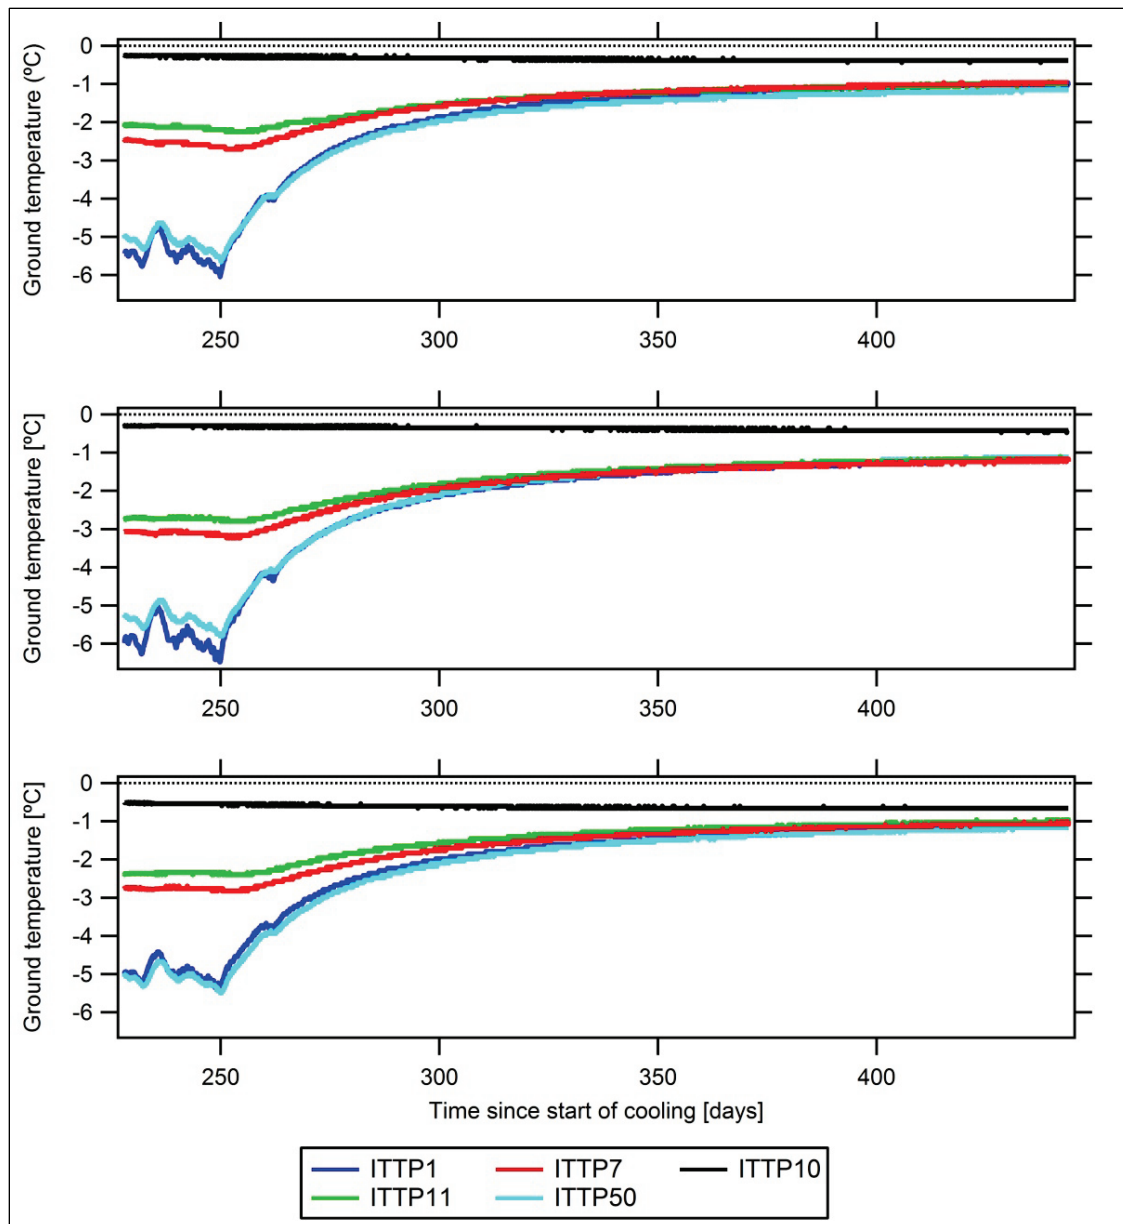 Ground temperature (ºC)
0
-1
-2
-3
-4
-5
-6
250 300 350 400
Ground temperature [ºC]
0
-1
-2
-3
-4
-5
-6
250 300 350 400
Ground temperature [ºC]
0
-1
-2
-3
-4
-5
-6
250 300 350 400
Time since start of cooling [days]
ITTP1 ITTP7 ITTP10
ITTP11 ITTP50